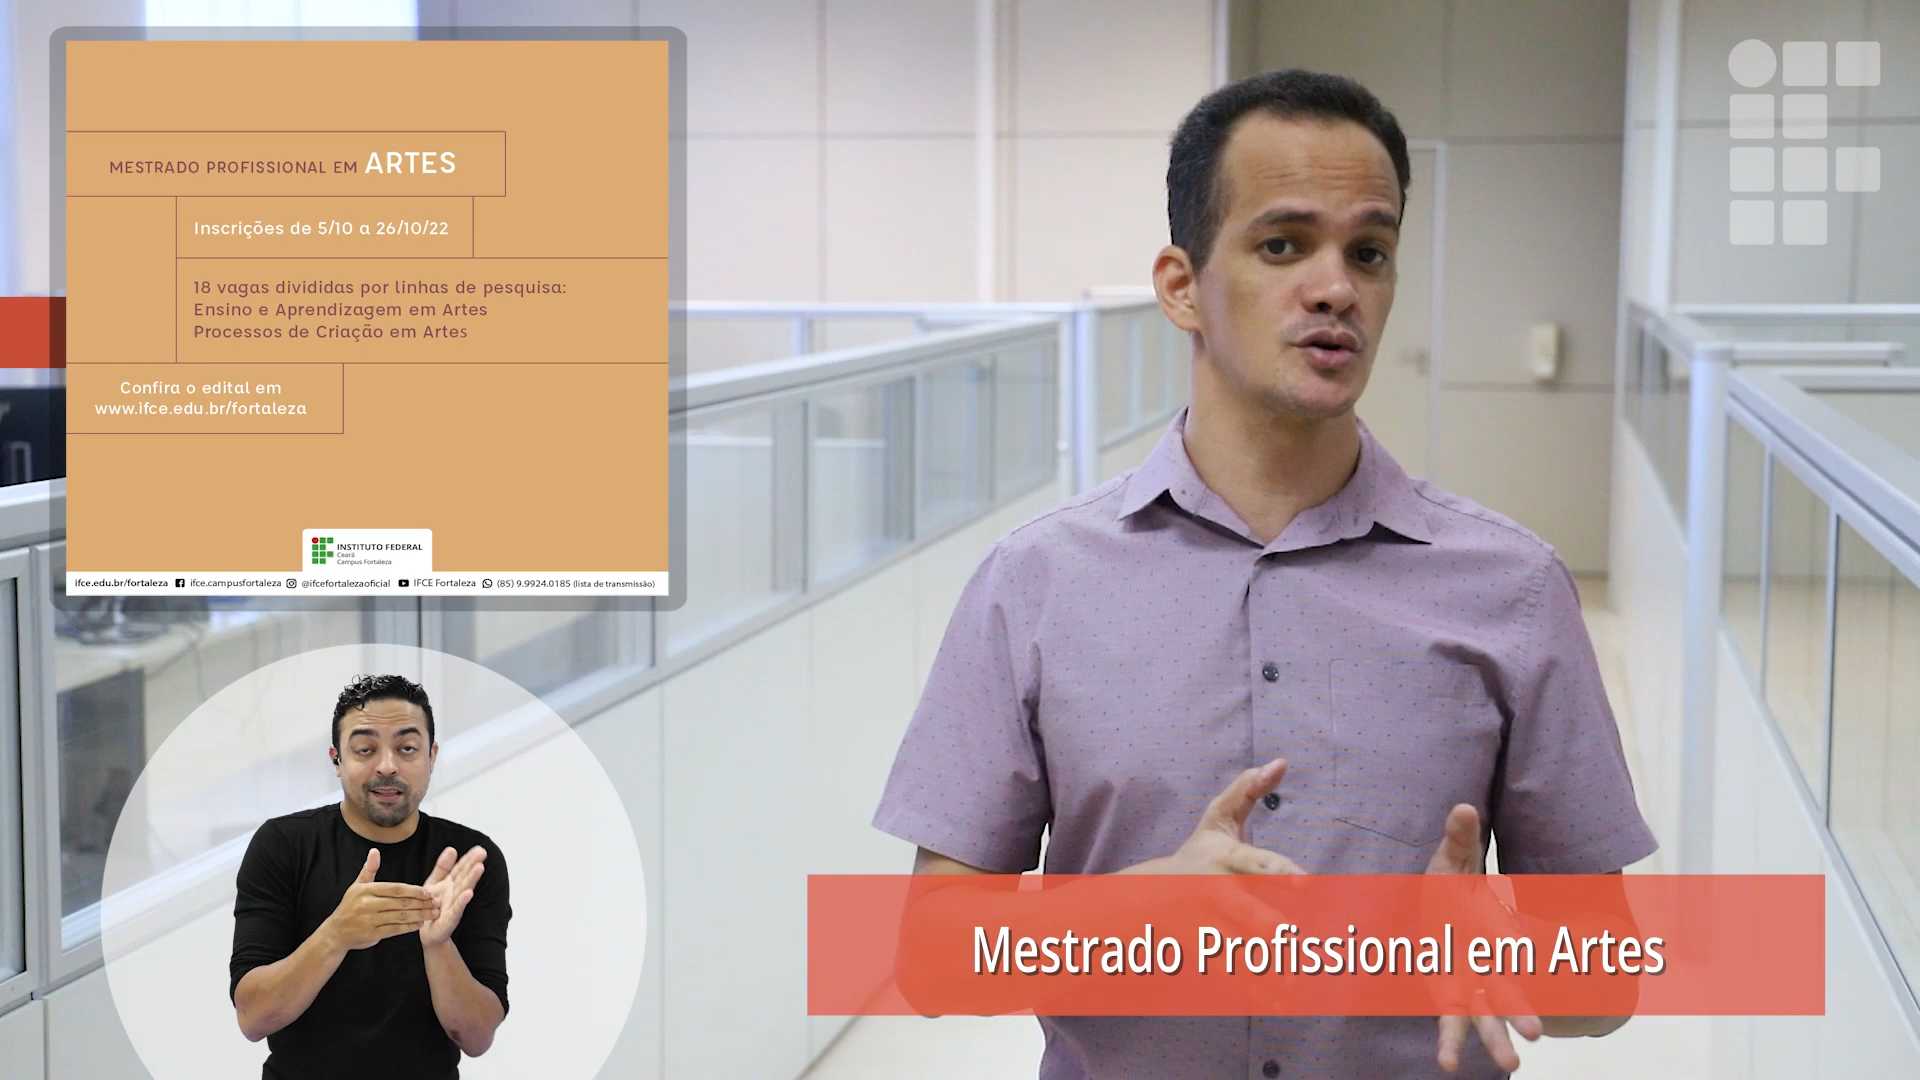 MESTRADO PROFISSIONAL EM ARTES
Inscrições de 5/10 a 26/10/22
18 vagas divididas por linhas de pesquisa:
Ensino e Aprendizagem em Artes
Processos de Criação em Artes
Confira o edital em
www.ifce.edu.br/fortaleza
INSTITUTO FEDERAL
Ceará
Campus Fortaleza
ifce.edu.br/fortaleza ifce.campusfortaleza @ifcefortalezaoficial IFCE Fortaleza (85) 9.9924.0185 (lista de transmissão)
Mestrado Profissional em Artes